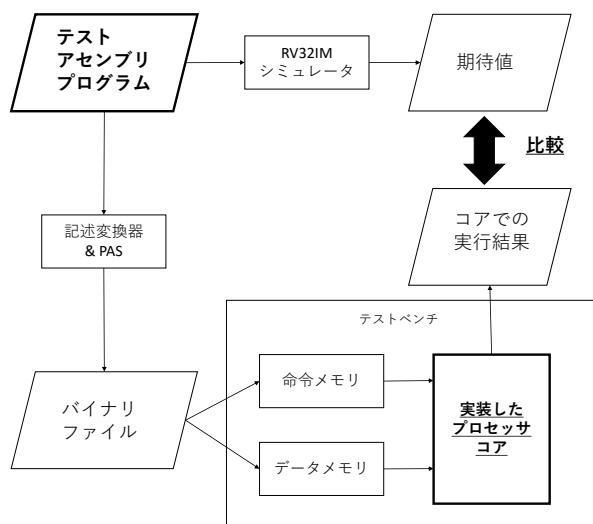 テスト
アセンブリ
プログラム
RV32IM
シミュレータ
期待値
比較
記述変換器
& PAS
コアでの
実行結果
テストベンチ
バイナリ
ファイル
命令メモリ
データメモリ
実装した
プロセッサ
コア